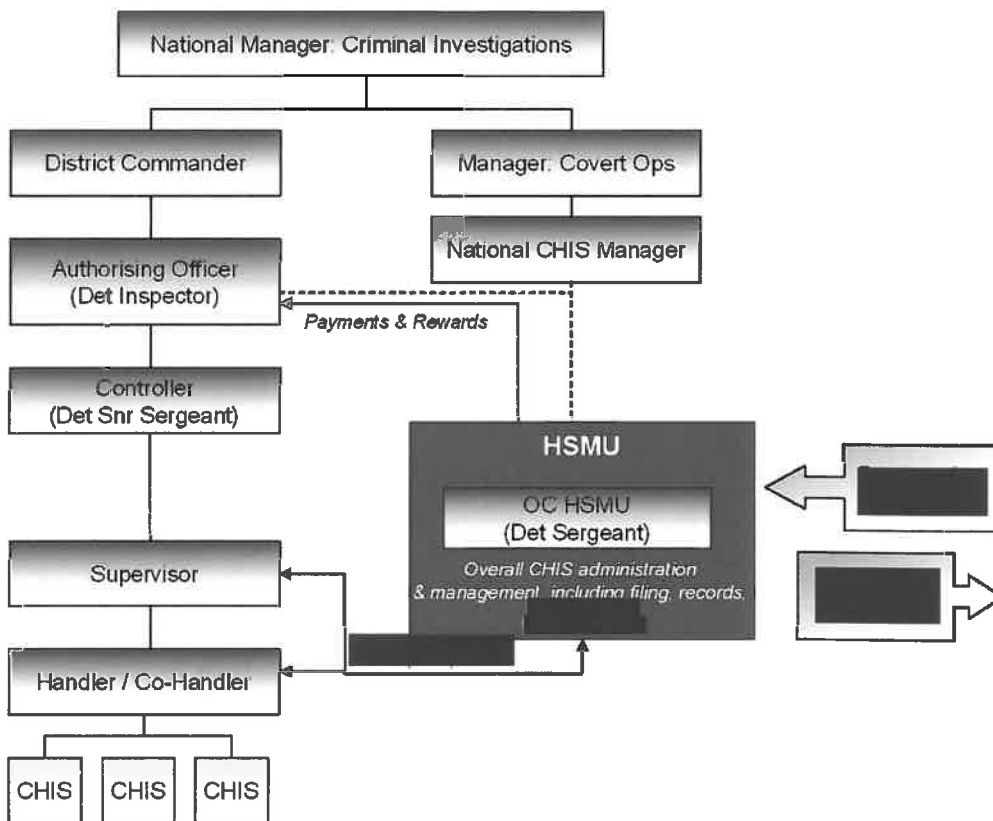 National Manager: Criminal Investigations
District Commander
Manager: Covert Ops
National CHIS Manager
Authorising Officer
(Det Inspector)
Payments & Rewards
Controller
(Det Snr Sergeant)
HSMU
OC HSMU
(Det Sergeant)
Overall CHIS administration
& management, including filing, records,
Supervisor
Handler / Co-Handler
CHIS
CHIS
CHIS